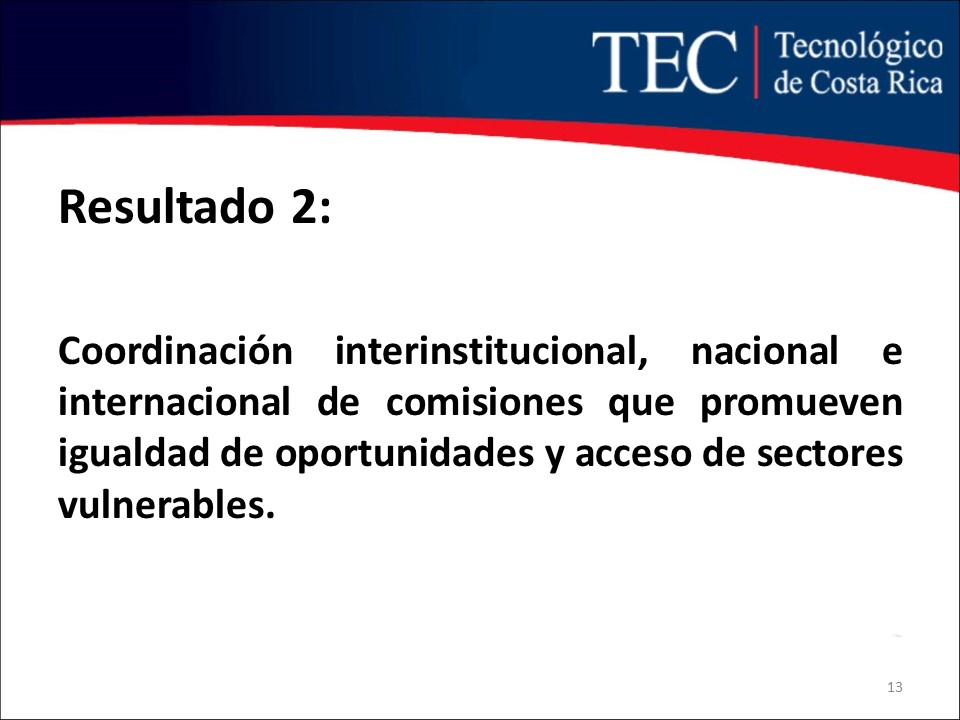 TEC | Tecnológico
de Costa Rica
Resultado 2:
Coordinación interinstitucional, nacional e
internacional de comisiones que promueven
igualdad de oportunidades y acceso de sectores
vulnerables.
13